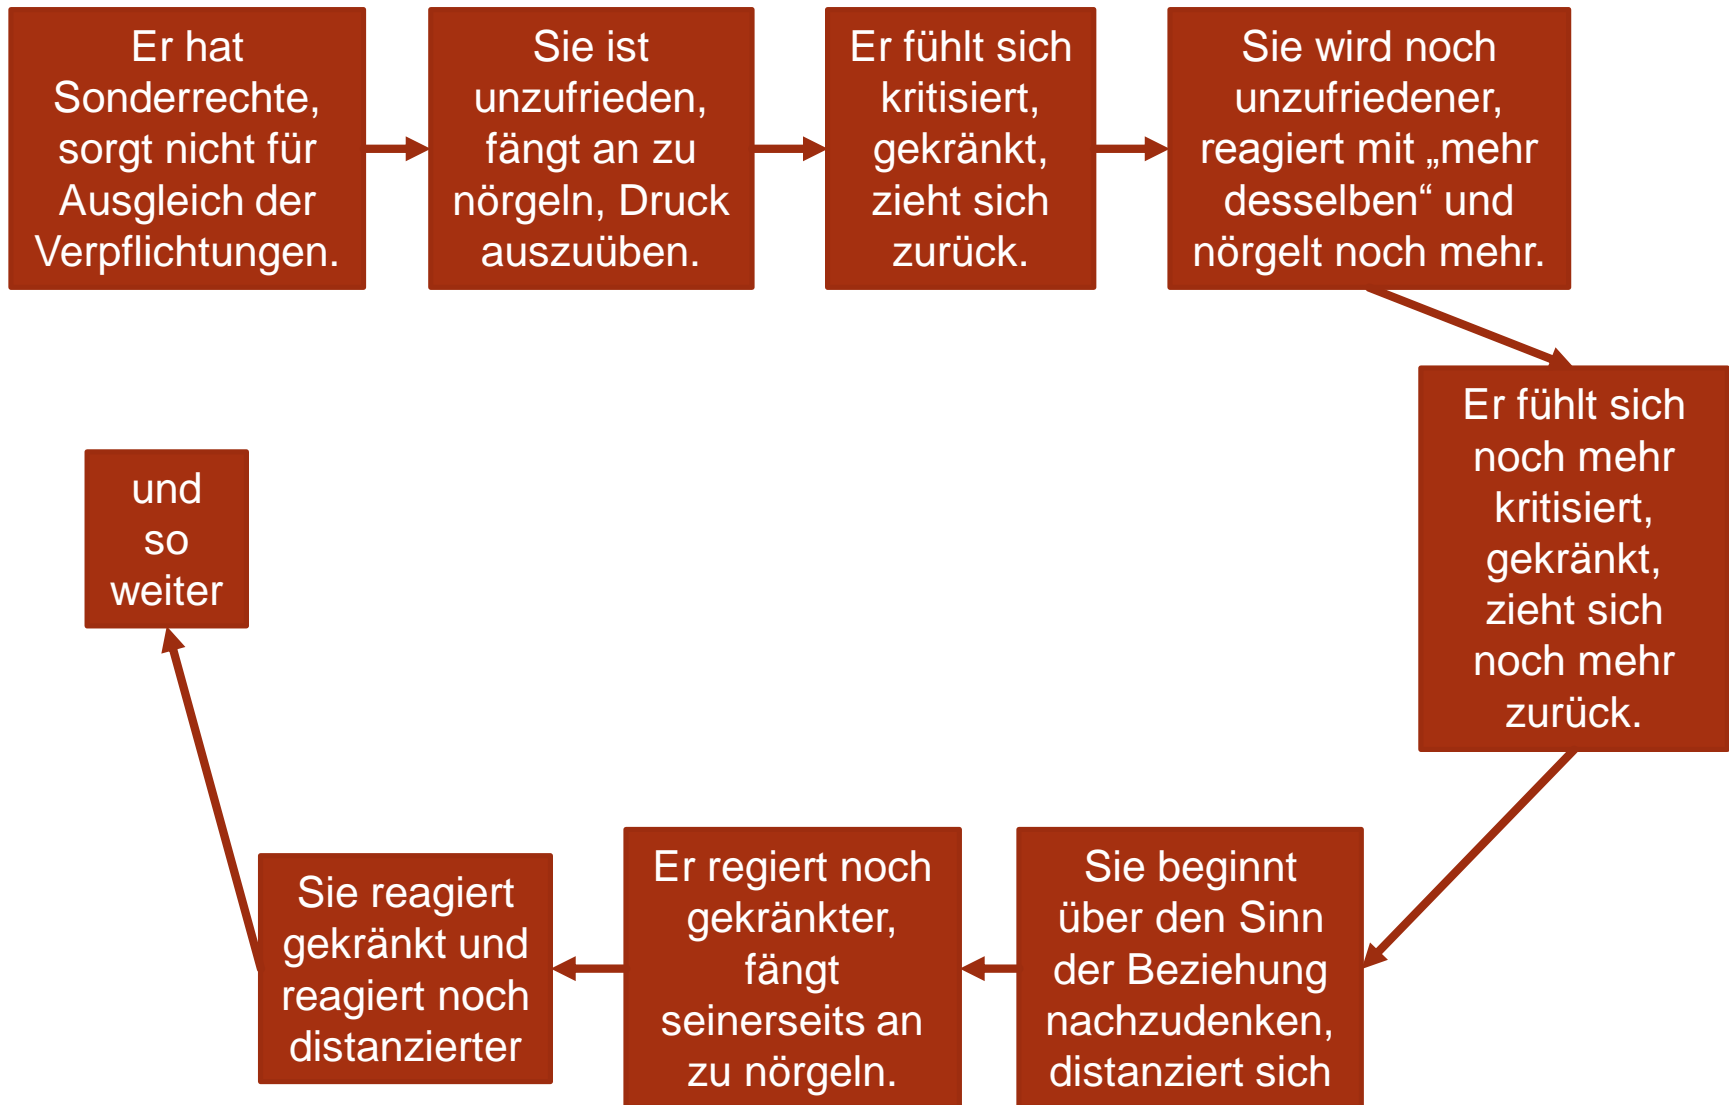 Er hat
Sonderrechte,
sorgt nicht für
Ausgleich der
Verpflichtungen.
Sie ist
unzufrieden,
fängt an zu
nörgeln, Druck
auszuüben.
Er fühlt sich
kritisiert,
gekränkt,
zieht sich
zurück.
Sie wird noch
unzufriedener,
reagiert mit „mehr
desselben“ und
nörgelt noch mehr.
Er fühlt sich
noch mehr
kritisiert,
gekränkt,
zieht sich
noch mehr
zurück.
Sie beginnt
über den Sinn
der Beziehung
nachzudenken,
distanziert sich
Er regiert noch
gekränkter,
fängt
seinerseits an
zu nörgeln.
Sie reagiert
gekränkt und
reagiert noch
distanzierter
und
so
weiter